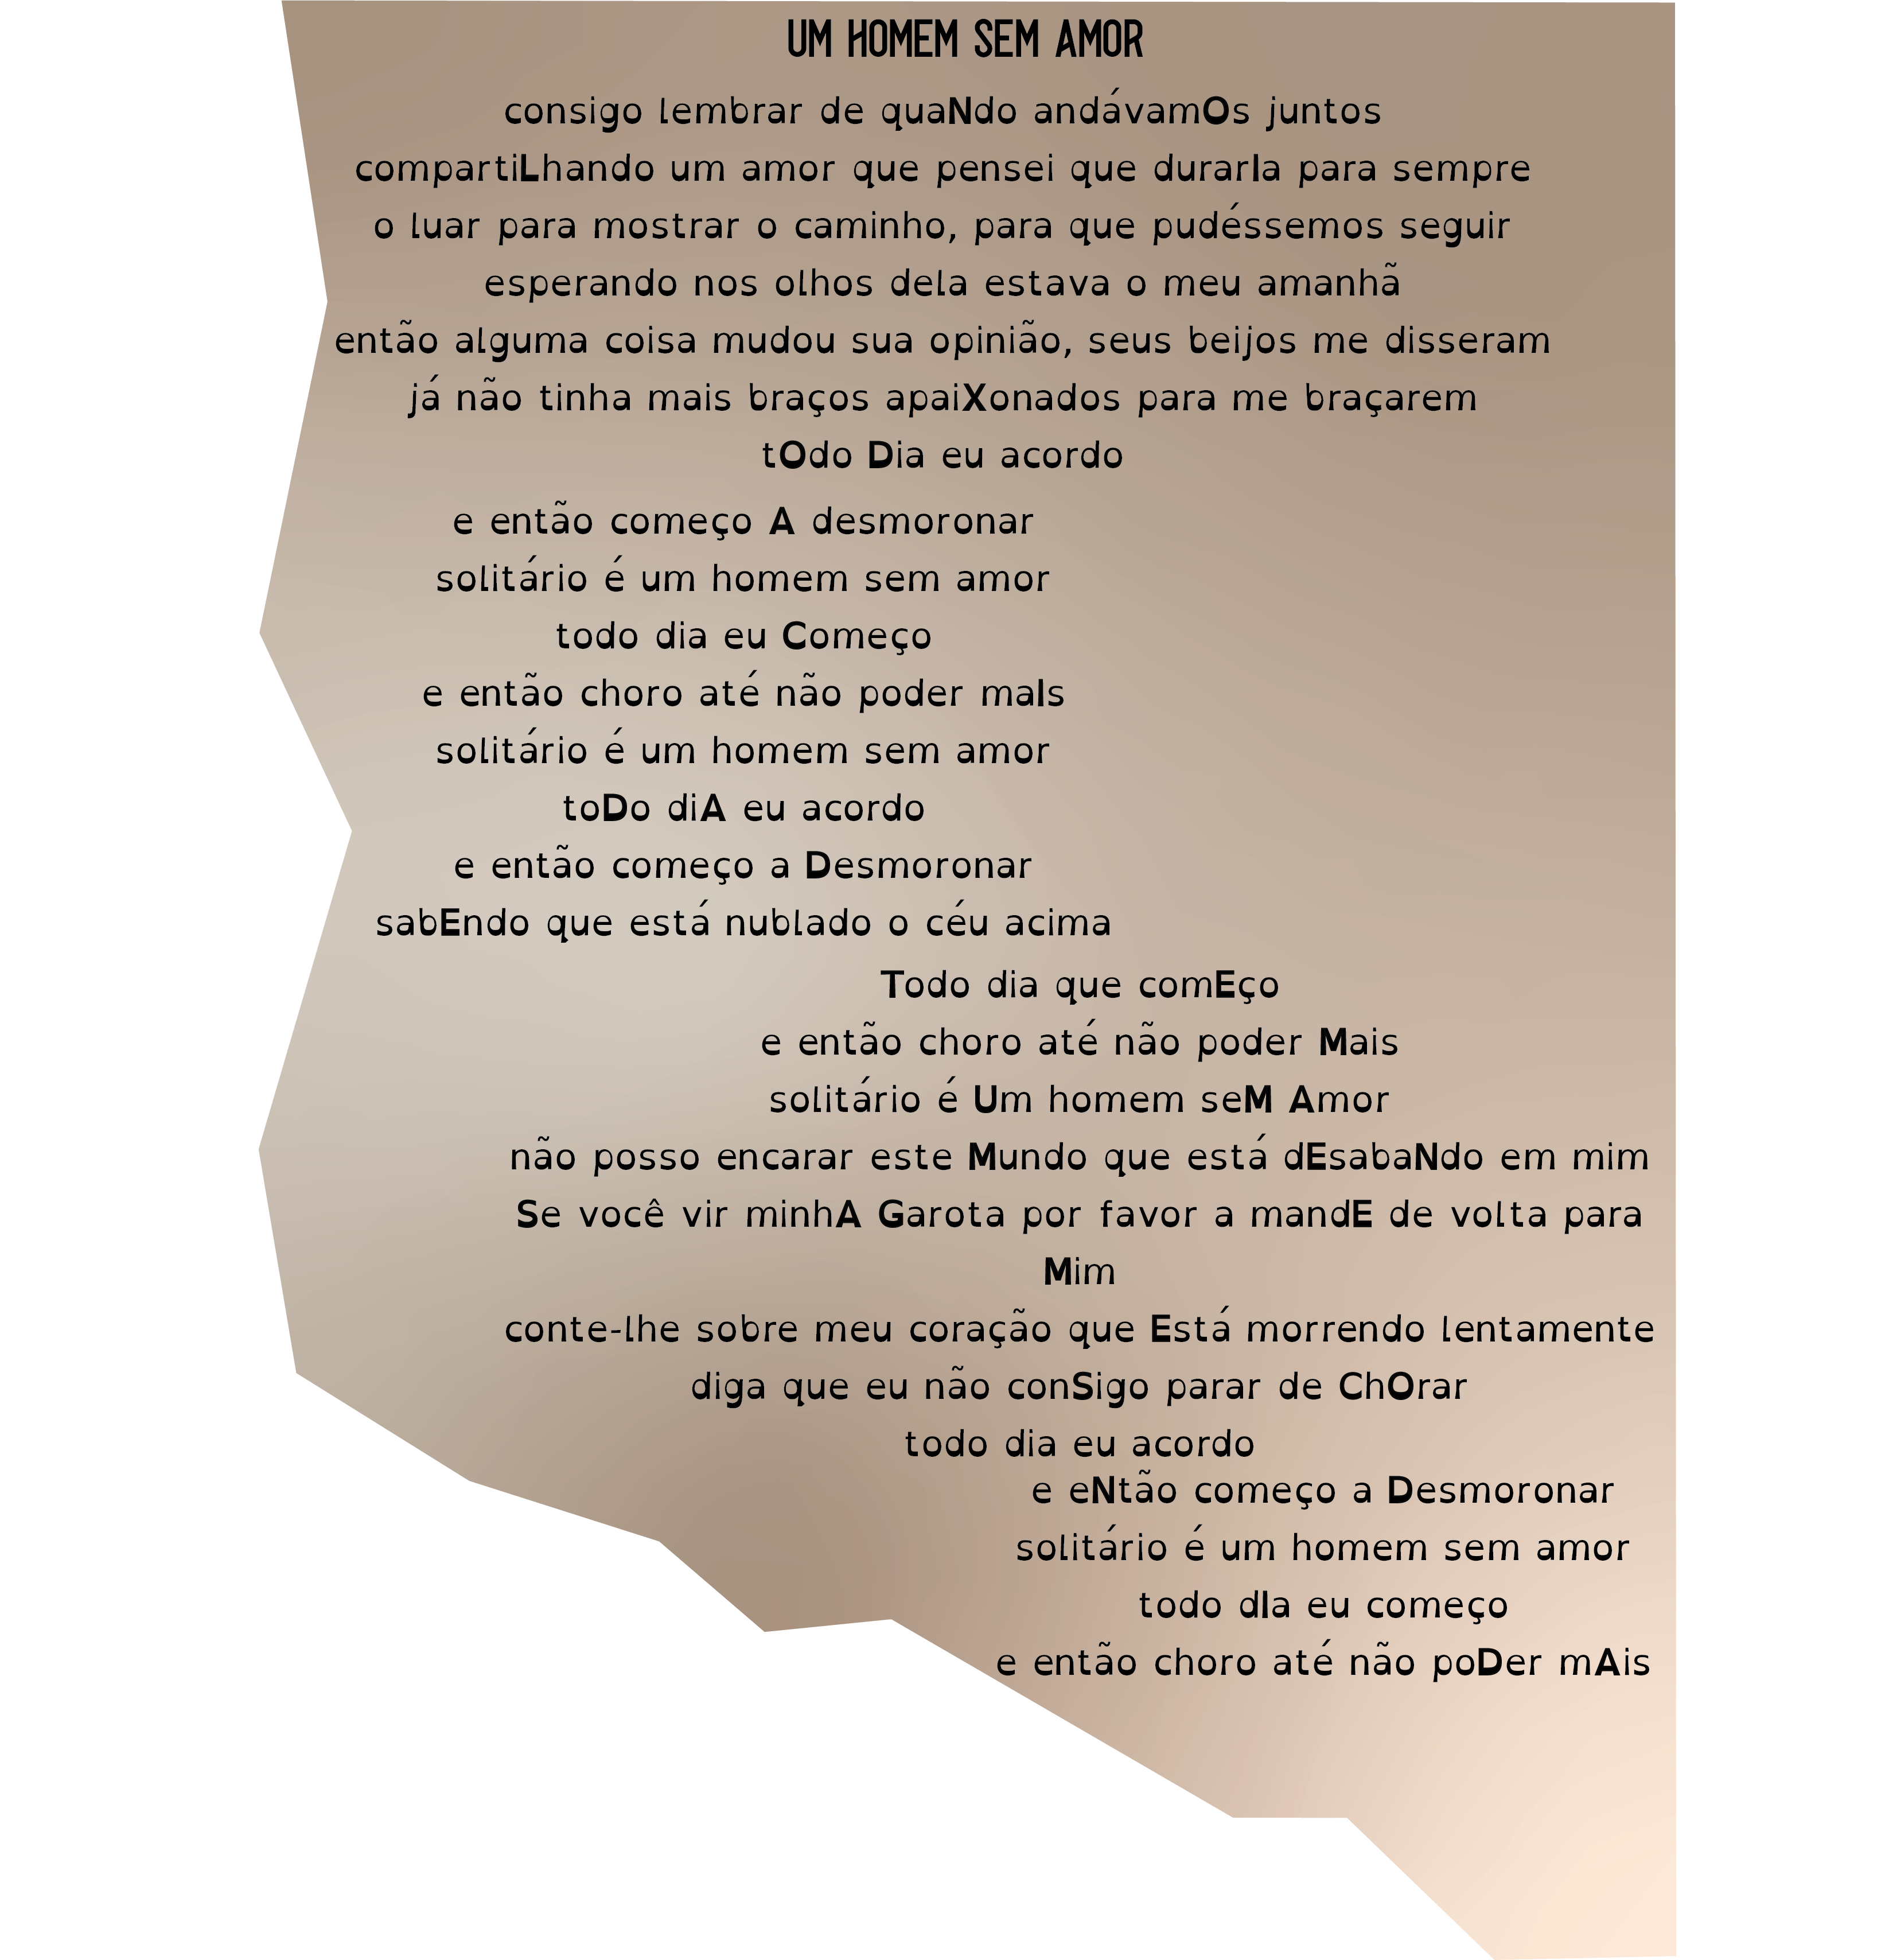 UM HOMEM SEM AMOR
consigo lembrar de quaNdo andávamOs juntos
compartiLhando um amor que pensei que durarIa para sempre
o luar para mostrar o caminho, para que pudéssemos seguir
esperando nos olhos dela estava o meu amanhã
então alguma coisa mudou sua opinião, seus beijos me disseram
já não tinha mais braços apaiXonados para me braçarem
tOdo Dia eu acordo
e então começo A desmoronar
solitário é um homem sem amor
todo dia eu Começo
e então choro até não poder maIs
solitário é um homem sem amor
toDo diA eu acordo
e então começo a Desmoronar
sabEndo que está nublado o céu acima
Todo dia que comEço
e então choro até não poder Mais
solitário é Um homem seM Amor
não posso encarar este Mundo que está dEsabaNdo em mim
Se você vir minhA Garota por favor a mandE de volta para
Mim
conte-lhe sobre meu coração que Está morrendo lentamente
diga que eu não conSigo parar de ChOrar
todo dia eu acordo
e eNtão começo a Desmoronar
solitário é um homem sem amor
todo dIa eu começo
e então choro até não poDer mAis